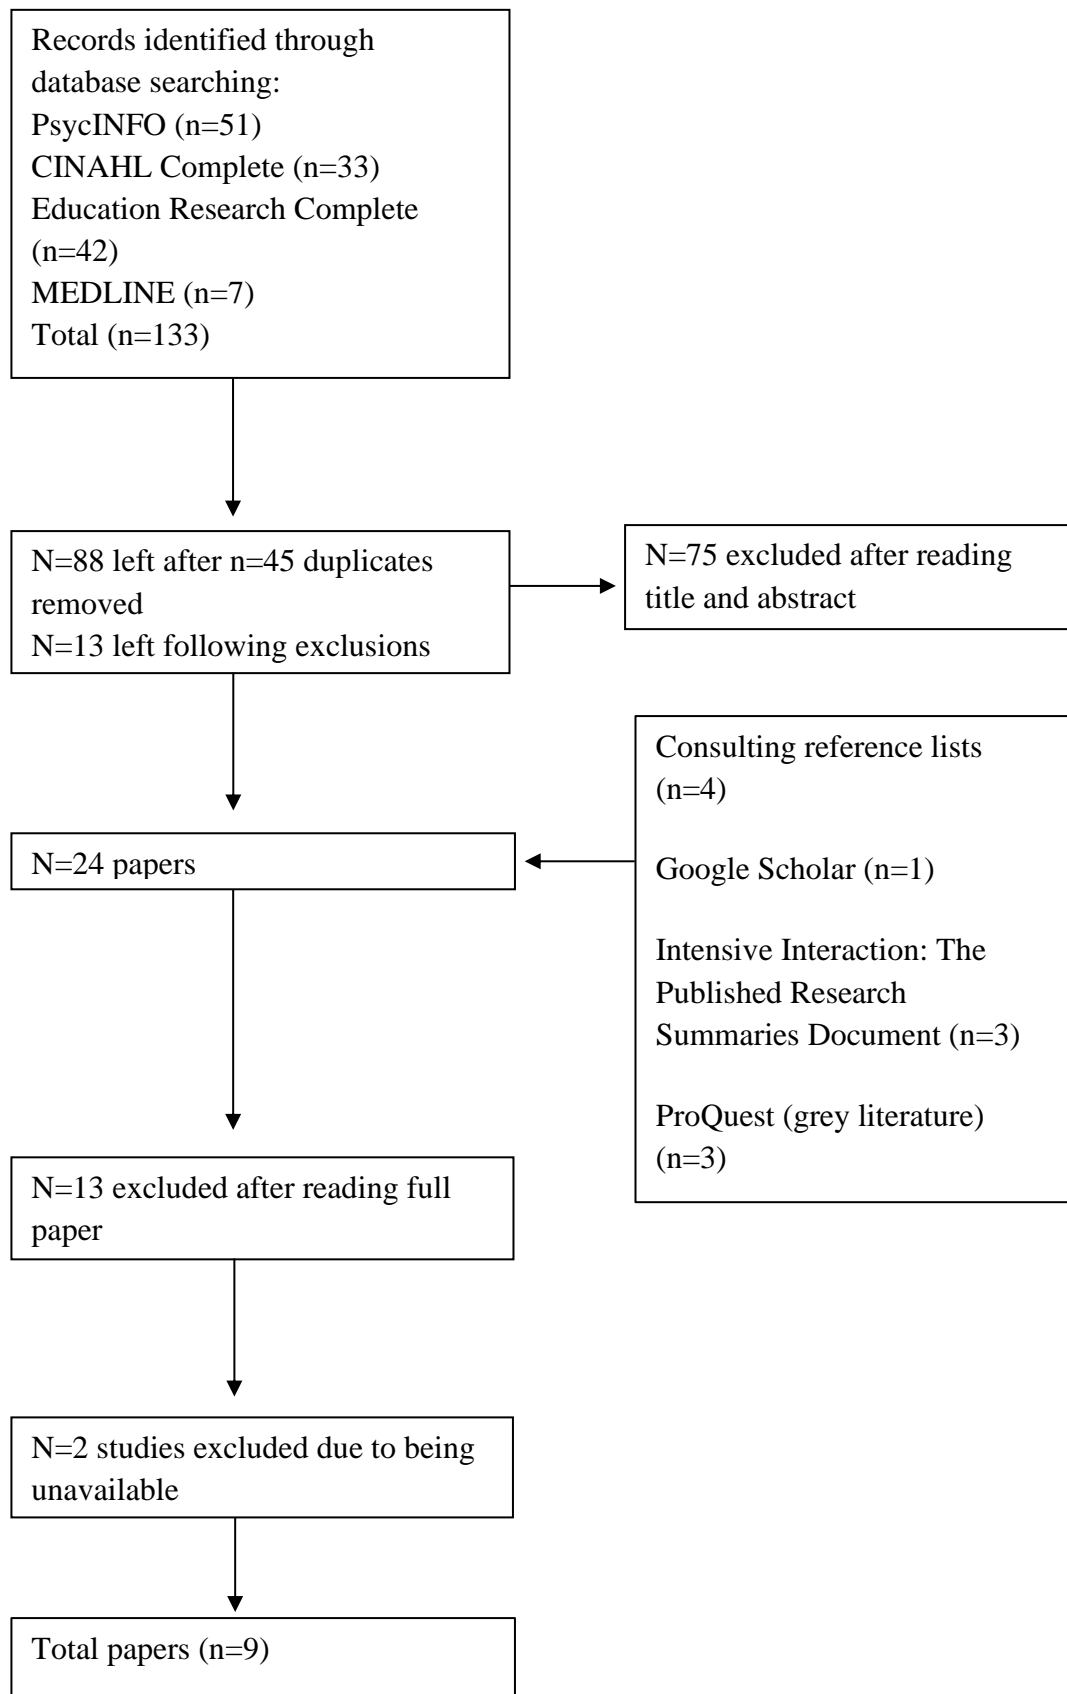 Records identified through
database searching:
PsycINFO (n=51)
CINAHL Complete (n=33)
Education Research Complete
(n=42)
MEDLINE (n=7)
Total (n=133)
N=88 left after n=45 duplicates
removed
N=13 left following exclusions
N=75 excluded after reading
title and abstract
Consulting reference lists
(n=4)
Google Scholar (n=1)
Intensive Interaction: The
Published Research
Summaries Document (n=3)
ProQuest (grey literature)
(n=3)
N=24 papers
N=13 excluded after reading full
paper
N=2 studies excluded due to being
unavailable
Total papers (n=9)